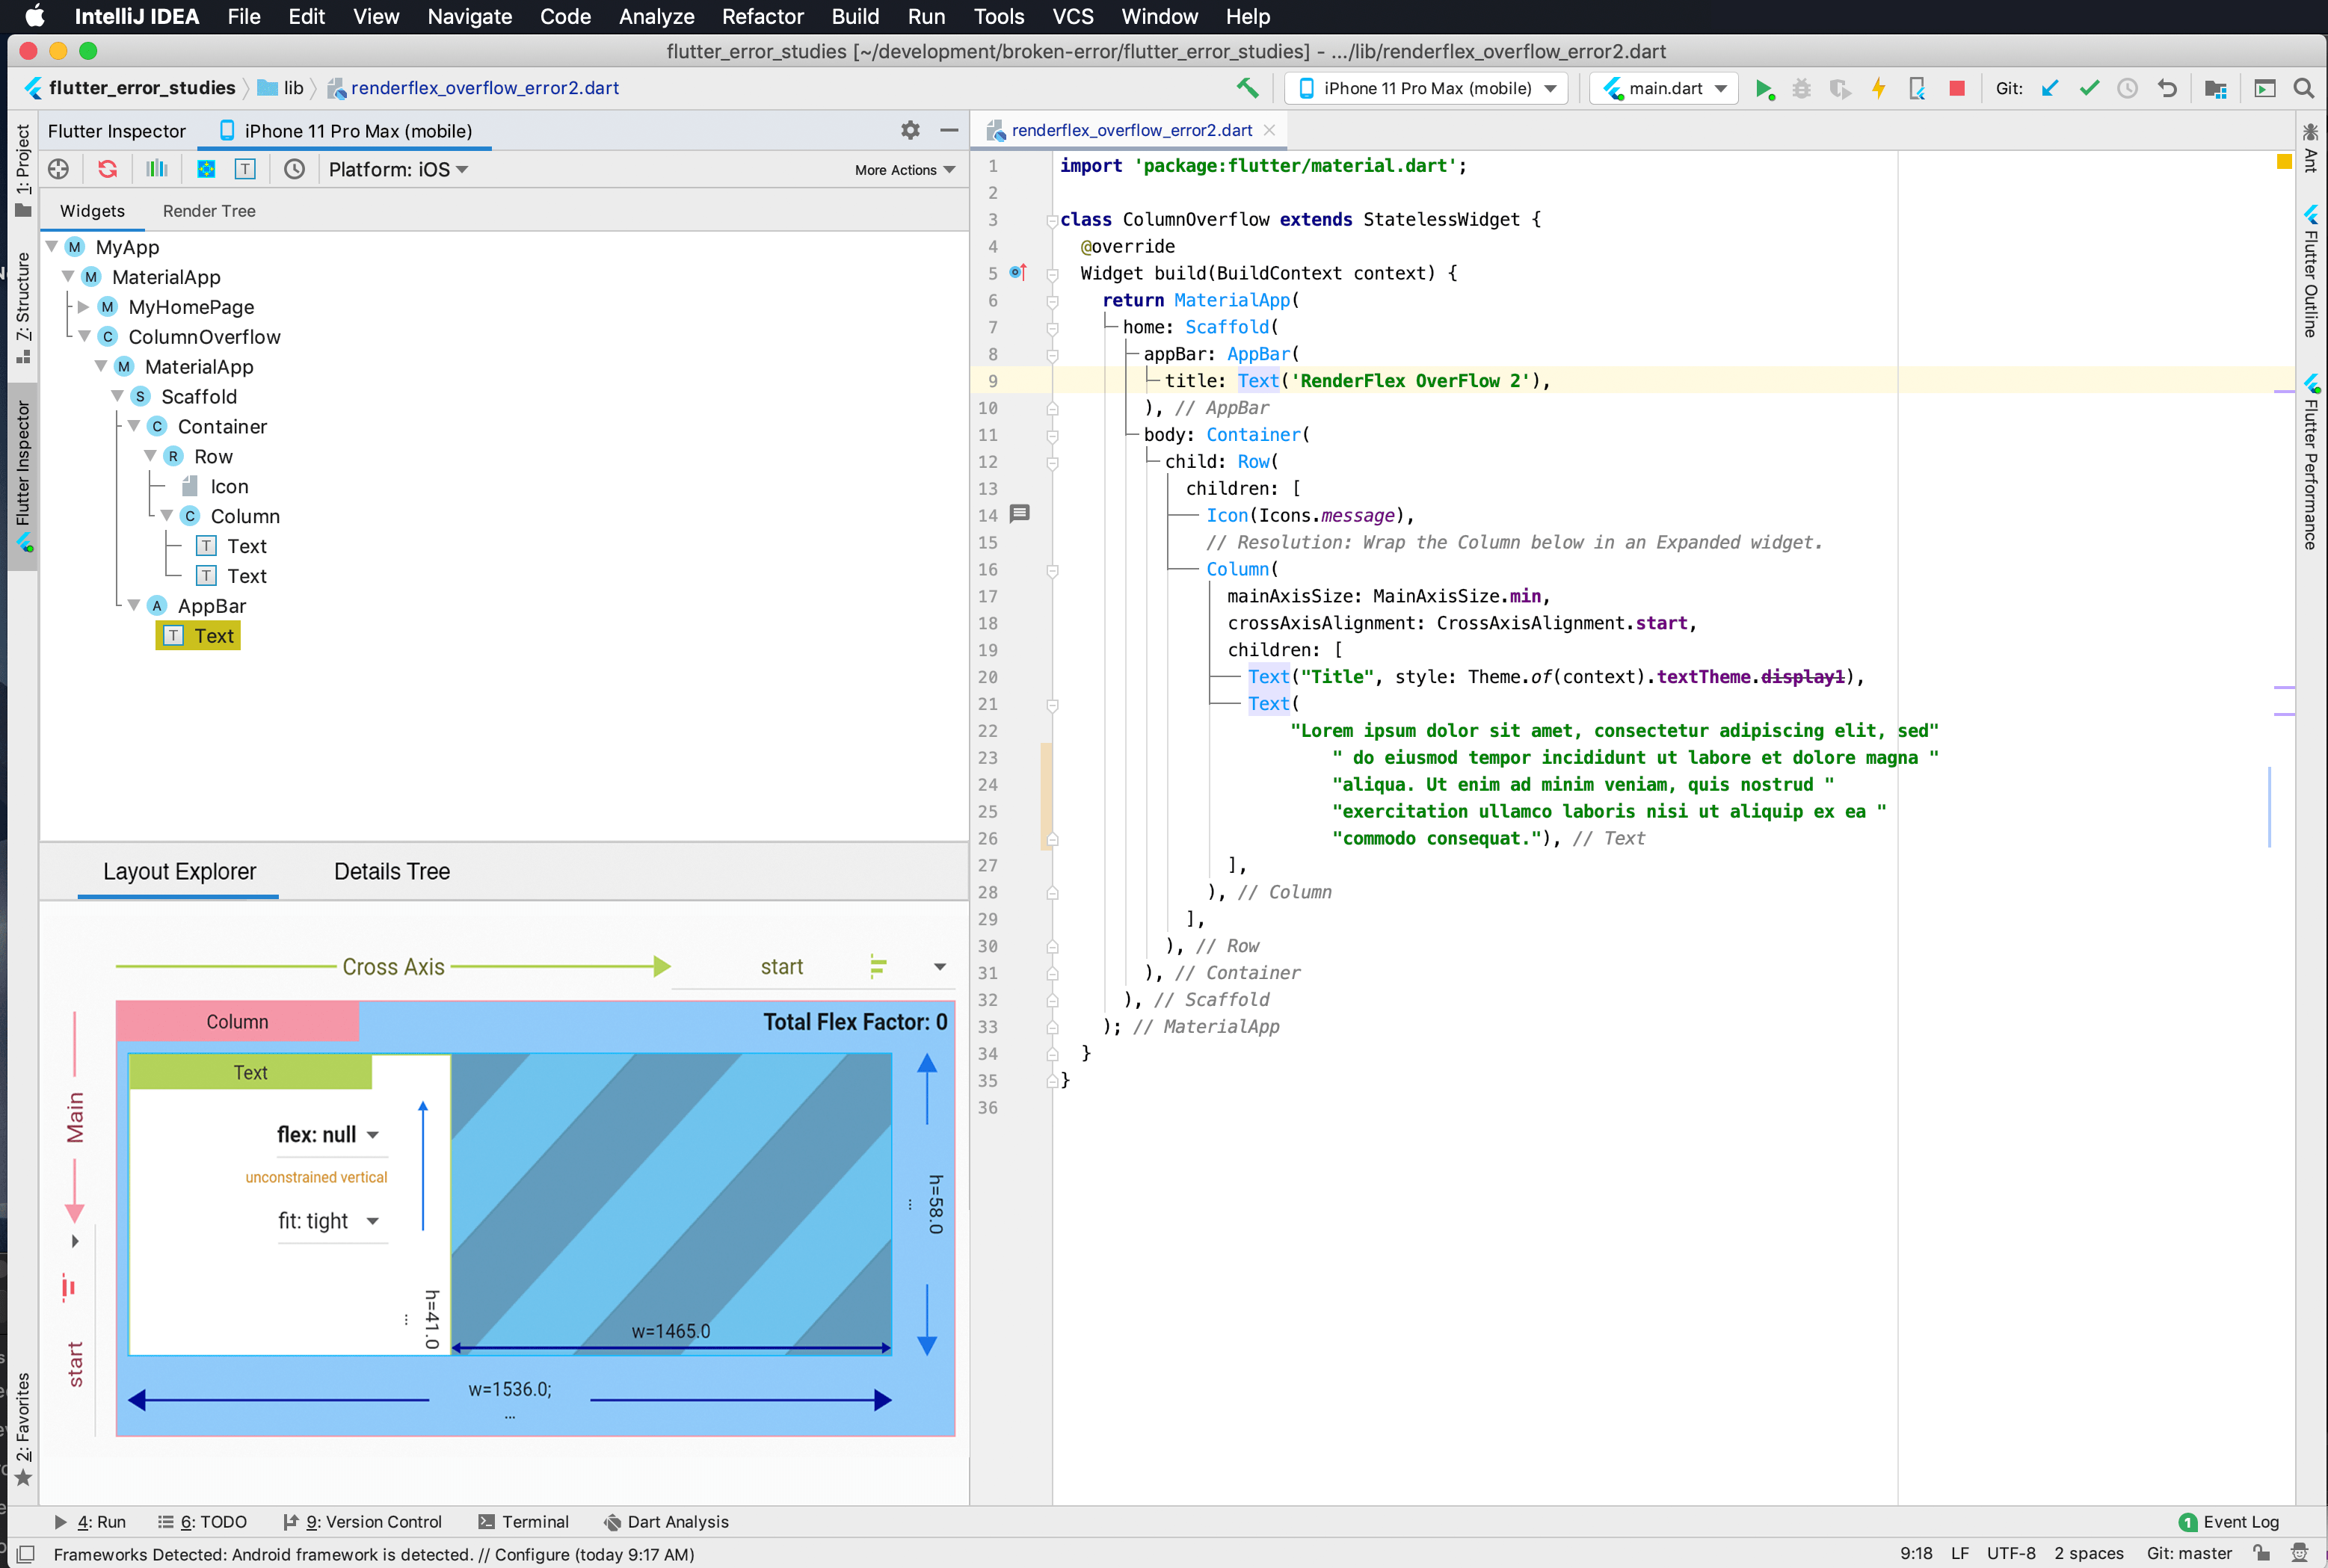 IntelliJ IDEA File Edit View Navigate Code Analyze Refactor Build Run Tools VCS Window Help
flutter_error_studies [~/development/broken-error/flutter_error_studies] - .../lib/renderflex_overflow_error2.dart
flutter_error_studies lib renderflex_overflow_error2.dart iPhone 11 Pro Max (mobile) main.dart Git:
Flutter Inspector iPhone 11 Pro Max (mobile)
Platform: iOS More Actions
Widgets Render Tree
M MyApp
M MaterialApp
M MyHomePage
C ColumnOverflow
M MaterialApp
S Scaffold
C Container
R Row
Icon
C Column
T Text
T Text
A AppBar
T Text
Layout Explorer Details Tree
Cross Axis start
Column Total Flex Factor: 0
Text
flex: null
unconstrained vertical
fit: tight
h=41.0
...
w=1465.0
h=58.0
...
w=1536.0;
...
Main
start
1: Project
7: Structure
Flutter Inspector
2: Favorites
renderflex_overflow_error2.dart
1 import 'package:flutter/material.dart';
2
3 class ColumnOverflow extends StatelessWidget {
4 @override
5 Widget build(BuildContext context) {
6 return MaterialApp(
7 home: Scaffold(
8 appBar: AppBar(
9 title: Text('RenderFlex OverFlow 2'),
10 ), // AppBar
11 body: Container(
12 child: Row(
13 children: [
14 Icon(Icons.message),
15 // Resolution: Wrap the Column below in an Expanded widget.
16 Column(
17 mainAxisSize: MainAxisSize.min,
18 crossAxisAlignment: CrossAxisAlignment.start,
19 children: [
20 Text("Title", style: Theme.of(context).textTheme.display1),
21 Text(
22 "Lorem ipsum dolor sit amet, consectetur adipiscing elit, sed"
23 " do eiusmod tempor incididunt ut labore et dolore magna "
24 "aliqua. Ut enim ad minim veniam, quis nostrud "
25 "exercitation ullamco laboris nisi ut aliquip ex ea "
26 "commodo consequat."), // Text
27 ],
28 ), // Column
29 ],
30 ), // Row
31 ), // Container
32 ), // Scaffold
33 ); // MaterialApp
34 }
35 }
36
Ant
Flutter Outline
Flutter Performance
4: Run 6: TODO 9: Version Control Terminal Dart Analysis 1 Event Log
Frameworks Detected: Android framework is detected. // Configure (today 9:17 AM) 9:18 LF UTF-8 2 spaces Git: master